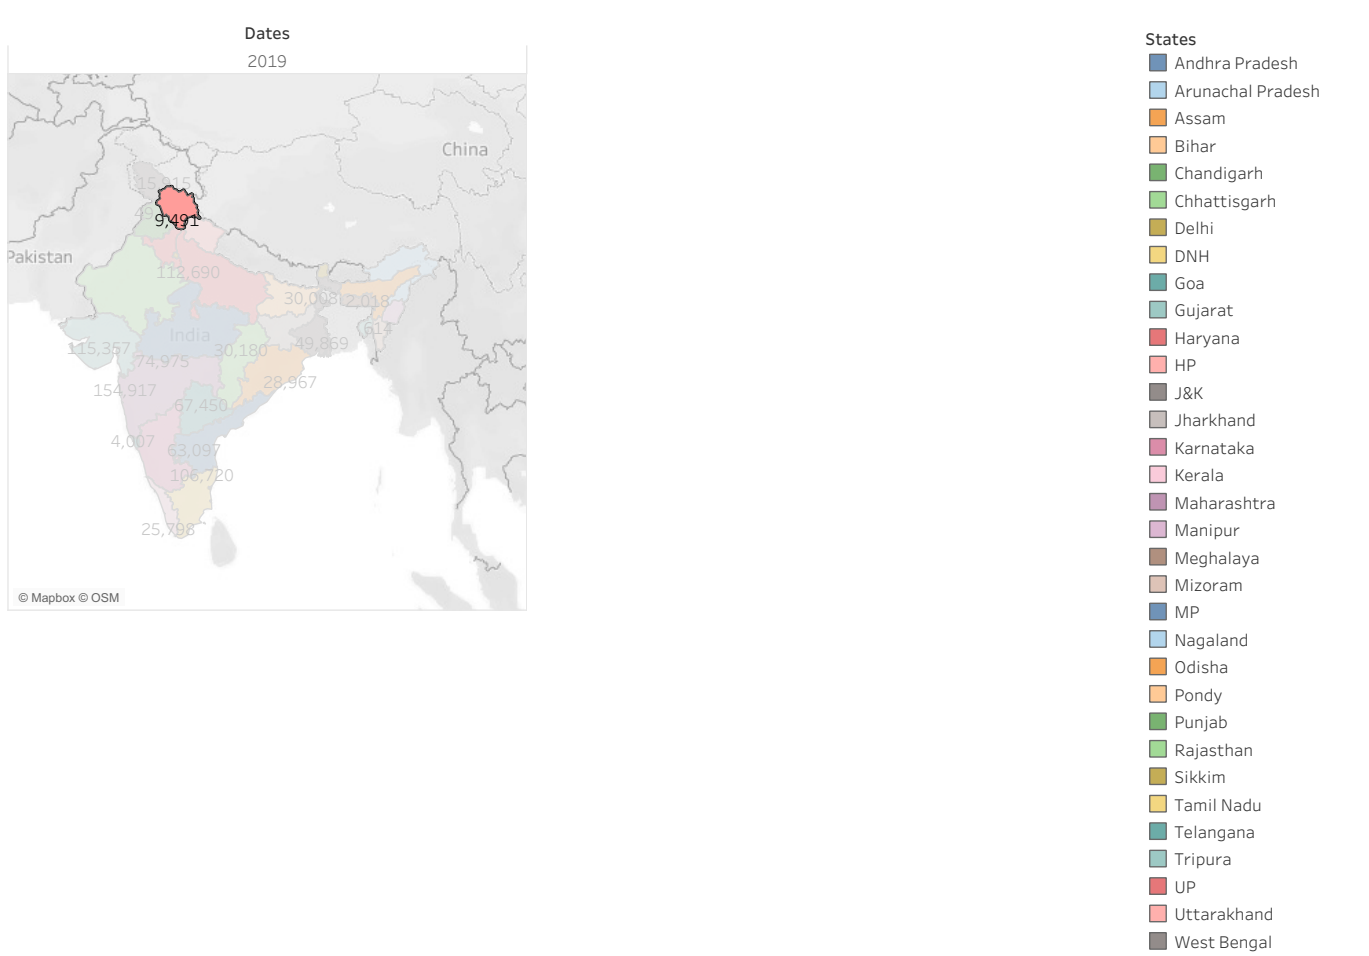 Dates
2019
China
15,915
9,491
Pakistan
112,690
30,008
2,018
614
India
49,869
115,357
74,975
30,180
28,967
154,917
67,450
4,007
63,097
106,720
25,798
© Mapbox © OSM
States
Andhra Pradesh
Arunachal Pradesh
Assam
Bihar
Chandigarh
Chhattisgarh
Delhi
DNH
Goa
Gujarat
Haryana
HP
J&K
Jharkhand
Karnataka
Kerala
Maharashtra
Manipur
Meghalaya
Mizoram
MP
Nagaland
Odisha
Pondy
Punjab
Rajasthan
Sikkim
Tamil Nadu
Telangana
Tripura
UP
Uttarakhand
West Bengal